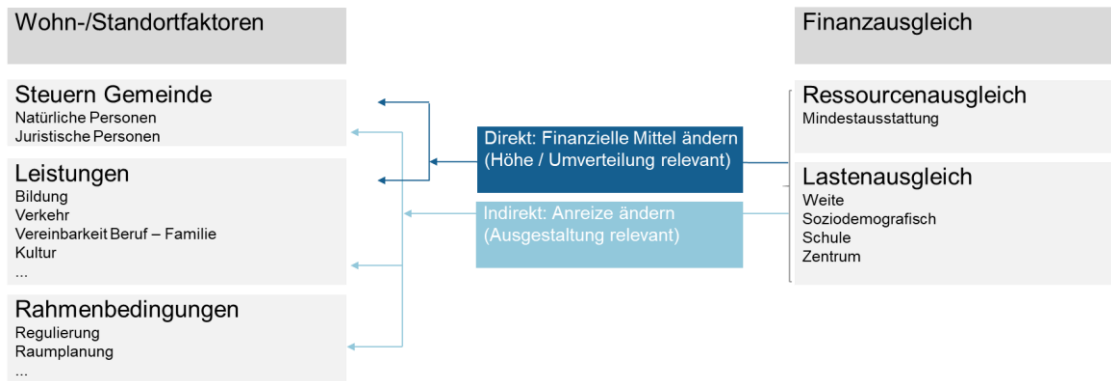 Wohn-/Standortfaktoren
Steuern Gemeinde
Natürliche Personen
Juristische Personen
Leistungen
Bildung
Verkehr
Vereinbarkeit Beruf – Familie
Kultur
...
Rahmenbedingungen
Regulierung
Raumplanung
...
Direkt: Finanzielle Mittel ändern
(Höhe / Umverteilung relevant)
Indirekt: Anreize ändern
(Ausgestaltung relevant)
Finanzausgleich
Ressourcenausgleich
Mindestausstattung
Lastenausgleich
Weite
Soziodemografisch
Schule
Zentrum